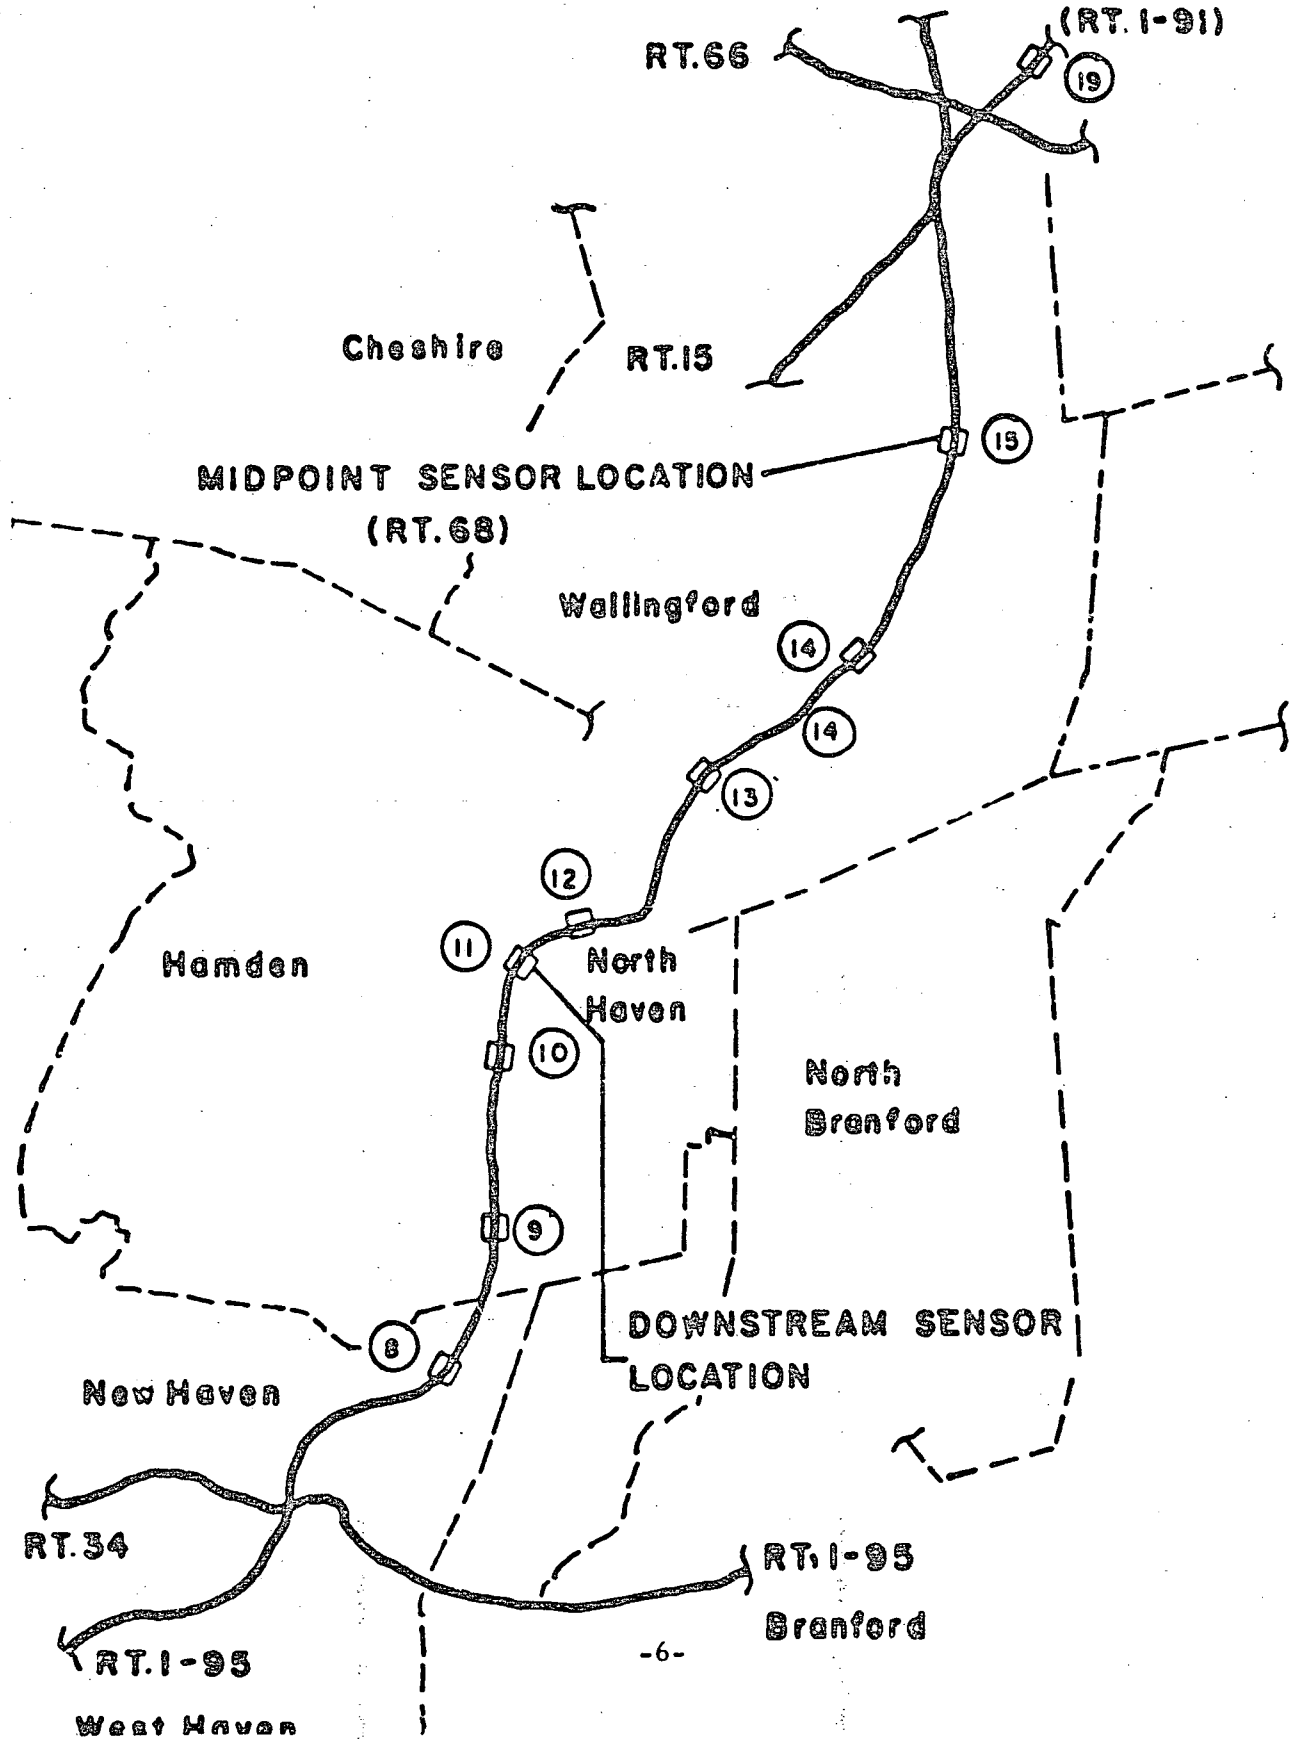 (RT. I-91)
RT.66
19
Cheshire
RT.15
15
MIDPOINT SENSOR LOCATION
(RT.68)
Wallingford
14
14
13
12
11
North
Haven
Hamden
10
North
Branford
9
DOWNSTREAM SENSOR
LOCATION
8
New Haven
RT.34
RT. I-95
Branford
RT. I-95
West Haven
-6-